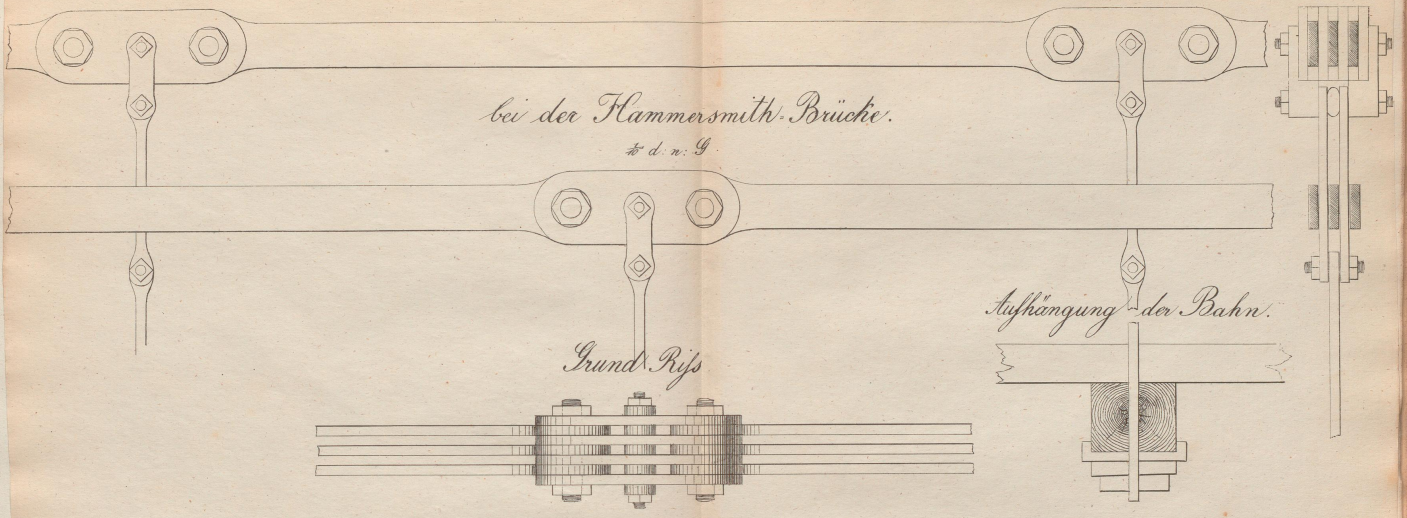 bei der Hammersmith-Brücke.
d. n. G
Aufhängung der Bahn.
Grund Riſs